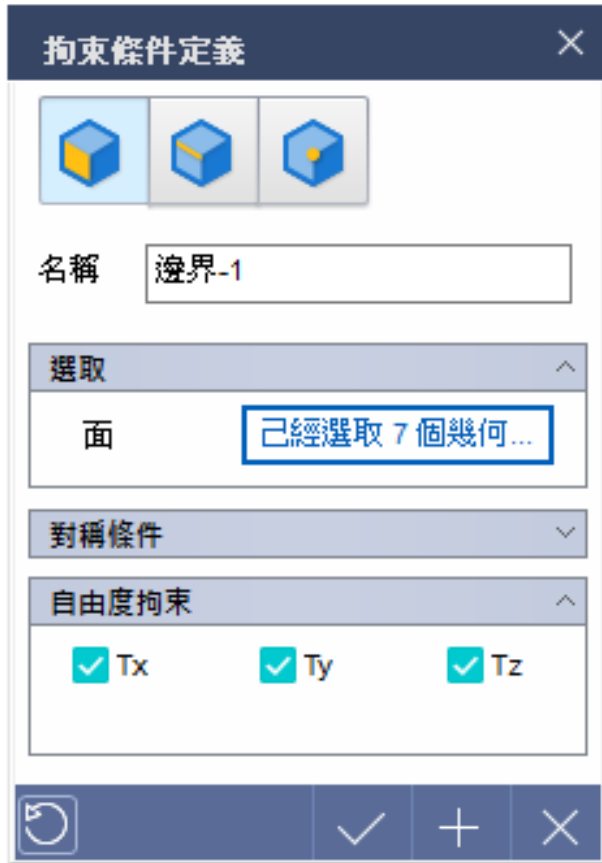 拘束條件定義
名稱 邊界-1
選取
面 己經選取 7 個幾何...
對稱條件
自由度拘束
Tx Ty Tz